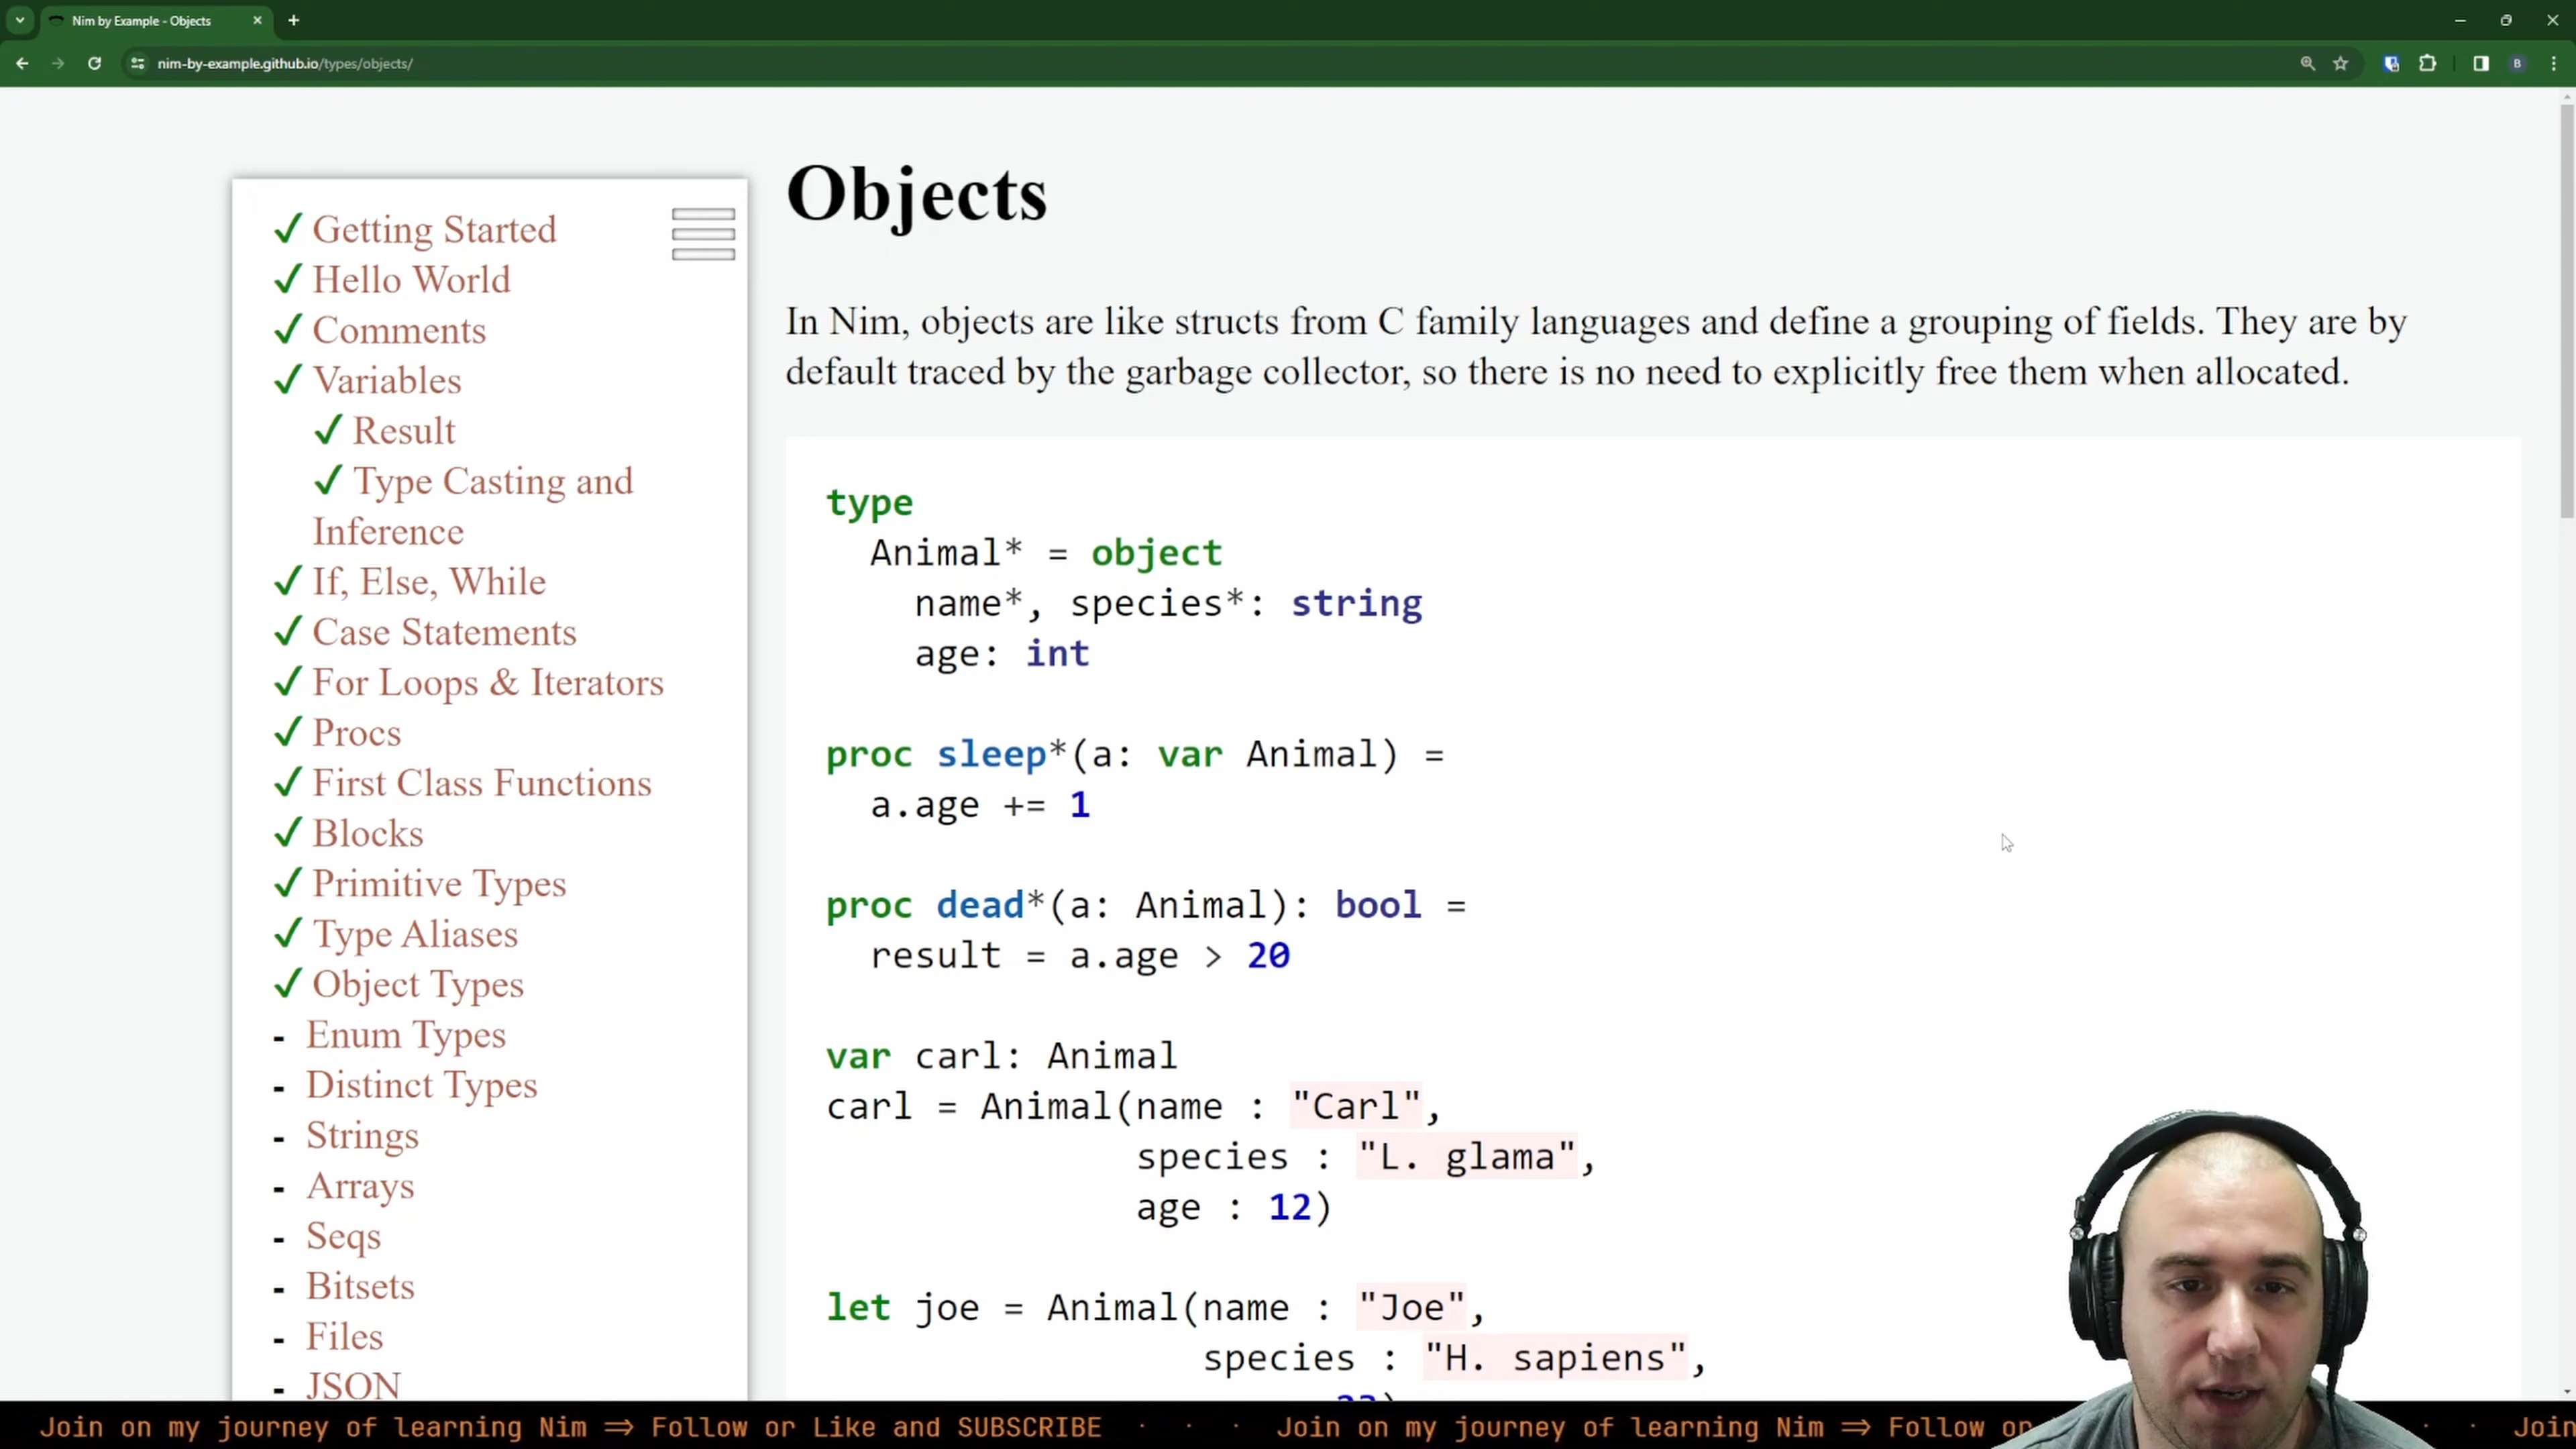 Nim by Example - Objects
nim-by-example.github.io/types/objects/
B
✓ Getting Started
✓ Hello World
✓ Comments
✓ Variables
✓ Result
✓ Type Casting and
Inference
✓ If, Else, While
✓ Case Statements
✓ For Loops & Iterators
✓ Procs
✓ First Class Functions
✓ Blocks
✓ Primitive Types
✓ Type Aliases
✓ Object Types
- Enum Types
- Distinct Types
- Strings
- Arrays
- Seqs
- Bitsets
- Files
- JSON
Objects
In Nim, objects are like structs from C family languages and define a grouping of fields. They are by
default traced by the garbage collector, so there is no need to explicitly free them when allocated.
type
Animal* = object
name*, species*: string
age: int
proc sleep*(a: var Animal) =
a.age += 1
proc dead*(a: Animal): bool =
result = a.age > 20
var carl: Animal
carl = Animal(name : "Carl",
species : "L. glama",
age : 12)
let joe = Animal(name : "Joe",
species : "H. sapiens",
Join on my journey of learning Nim => Follow or Like and SUBSCRIBE · · · Join on my journey of learning Nim => Follow or · · Join